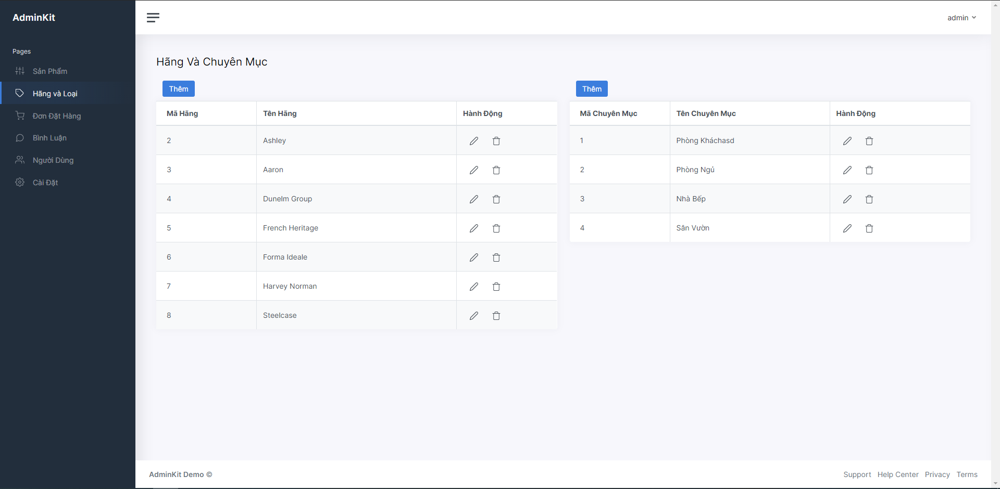 AdminKit
admin
Pages
Sản Phẩm
Hãng và Loại
Đơn Đặt Hàng
Bình Luận
Người Dùng
Cài Đặt
Hãng Và Chuyên Mục
Thêm
Mã Hãng Tên Hãng Hành Động
2 Ashley
3 Aaron
4 Dunelm Group
5 French Heritage
6 Forma Ideale
7 Harvey Norman
8 Steelcase
Thêm
Mã Chuyên Mục Tên Chuyên Mục Hành Động
1 Phòng Kháchasd
2 Phòng Ngủ
3 Nhà Bếp
4 Sân Vườn
AdminKit Demo ©
Support Help Center Privacy Terms